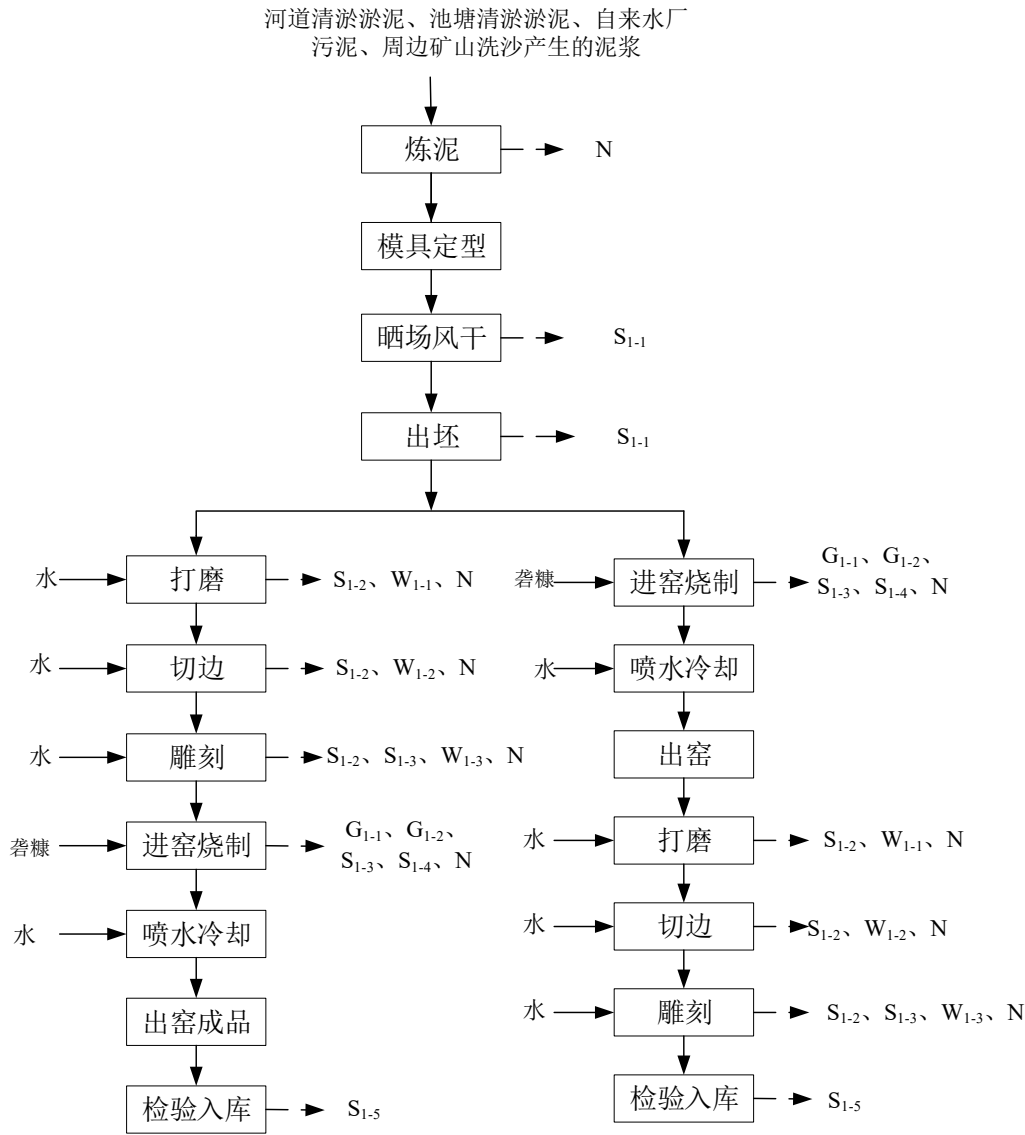 河道清淤淤泥、池塘清淤淤泥、自来水厂
污泥、周边矿山洗沙产生的泥浆
炼泥
N
模具定型
晒场风干
S1-1
出坯
S1-1
水
打磨
S1-2、W1-1、N
水
切边
S1-2、W1-2、N
水
雕刻
S1-2、S1-3、W1-3、N
砻糠
进窑烧制
G1-1、G1-2、
S1-3、S1-4、N
水
喷水冷却
出窑成品
检验入库
S1-5
砻糠
进窑烧制
G1-1、G1-2、
S1-3、S1-4、N
水
喷水冷却
出窑
水
打磨
S1-2、W1-1、N
水
切边
S1-2、W1-2、N
水
雕刻
S1-2、S1-3、W1-3、N
检验入库
S1-5